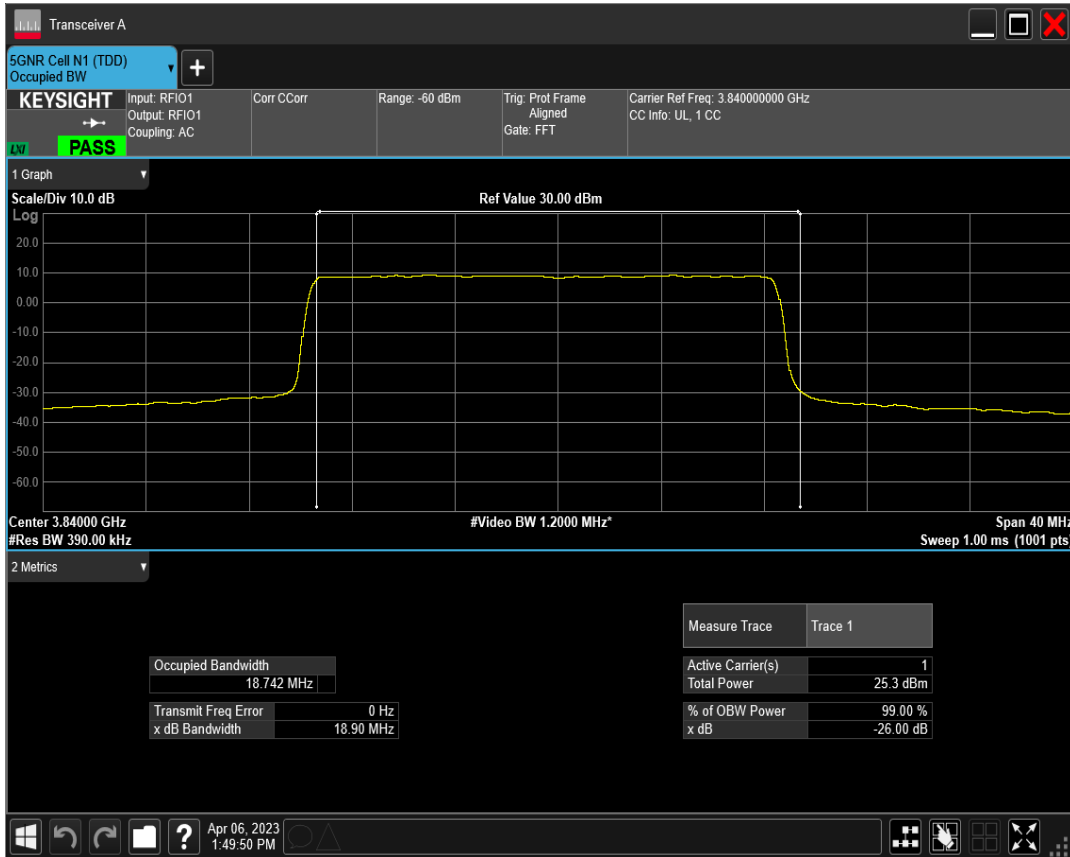 Transceiver A
5GNR Cell N1 (TDD)
Occupied BW
+
KEYSIGHT
LXI
PASS
Input: RFIO1
Output: RFIO1
Coupling: AC
Corr CCorr
Range: -60 dBm
Trig: Prot Frame
Aligned
Gate: FFT
Carrier Ref Freq: 3.840000000 GHz
CC Info: UL, 1 CC
1 Graph
Scale/Div 10.0 dB
Ref Value 30.00 dBm
Log
20.0
10.0
0.00
-10.0
-20.0
-30.0
-40.0
-50.0
-60.0
Center 3.84000 GHz
#Video BW 1.2000 MHz*
Span 40 MHz
#Res BW 390.00 kHz
Sweep 1.00 ms (1001 pts)
2 Metrics
Measure Trace Trace 1
Occupied Bandwidth
18.742 MHz
Active Carrier(s) 1
Total Power 25.3 dBm
Transmit Freq Error 0 Hz
x dB Bandwidth 18.90 MHz
% of OBW Power 99.00 %
x dB -26.00 dB
?
Apr 06, 2023
1:49:50 PM